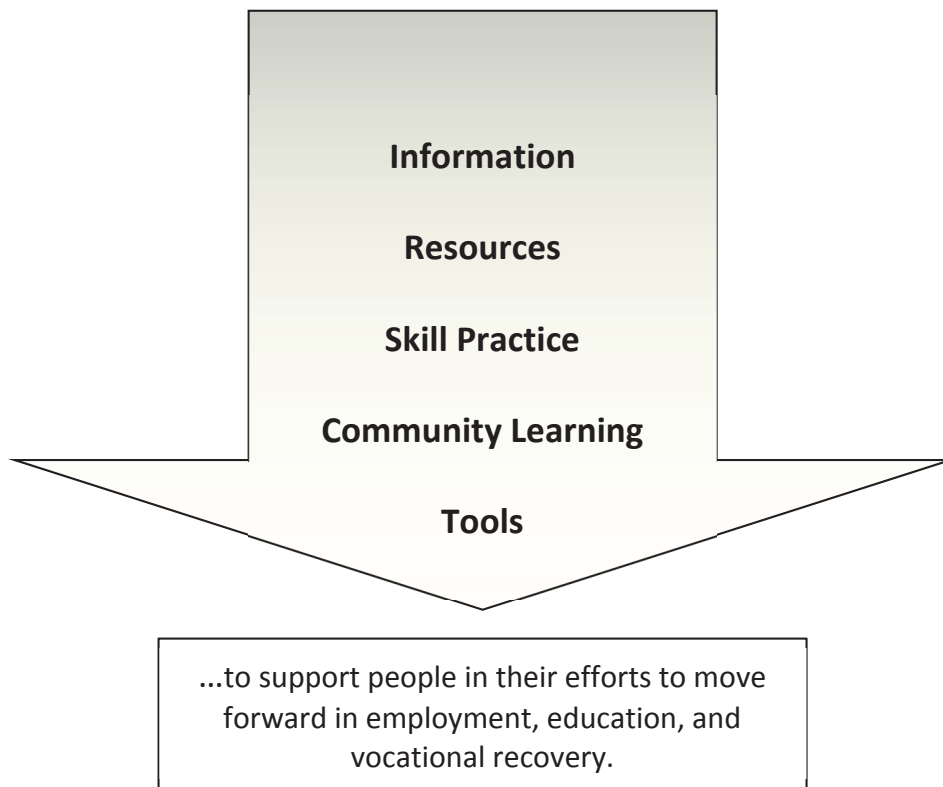 Information
Resources
Skill Practice
Community Learning
Tools
...to support people in their efforts to move
forward in employment, education, and
vocational recovery.